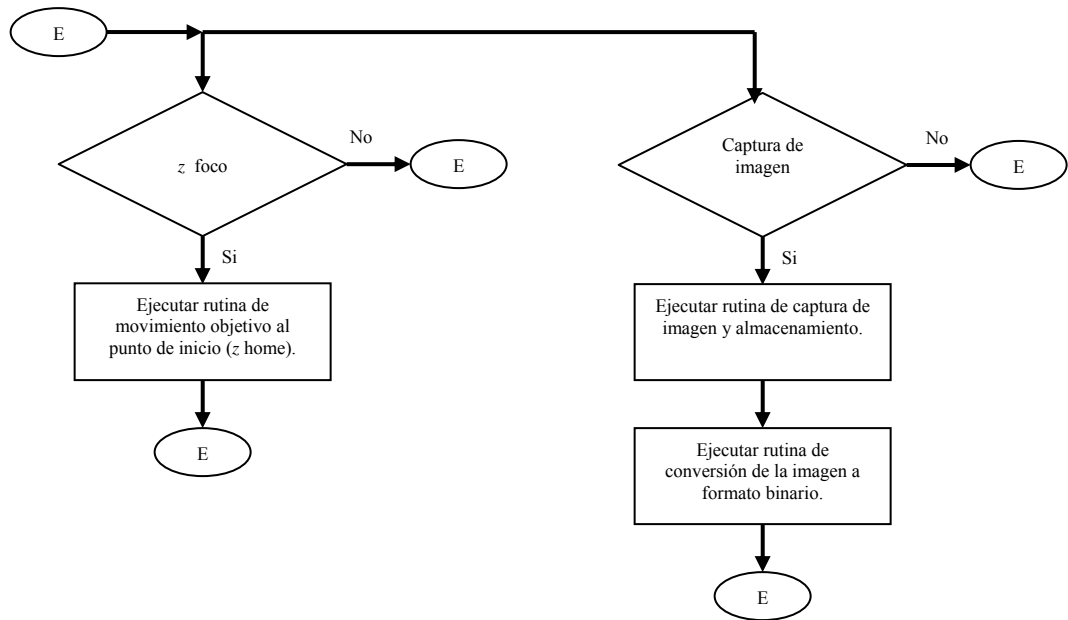 E
z foco
No
E
Si
Ejecutar rutina de
movimiento objetivo al
punto de inicio (z home).
E
Captura de
imagen
No
E
Si
Ejecutar rutina de captura de
imagen y almacenamiento.
Ejecutar rutina de
conversión de la imagen a
formato binario.
E